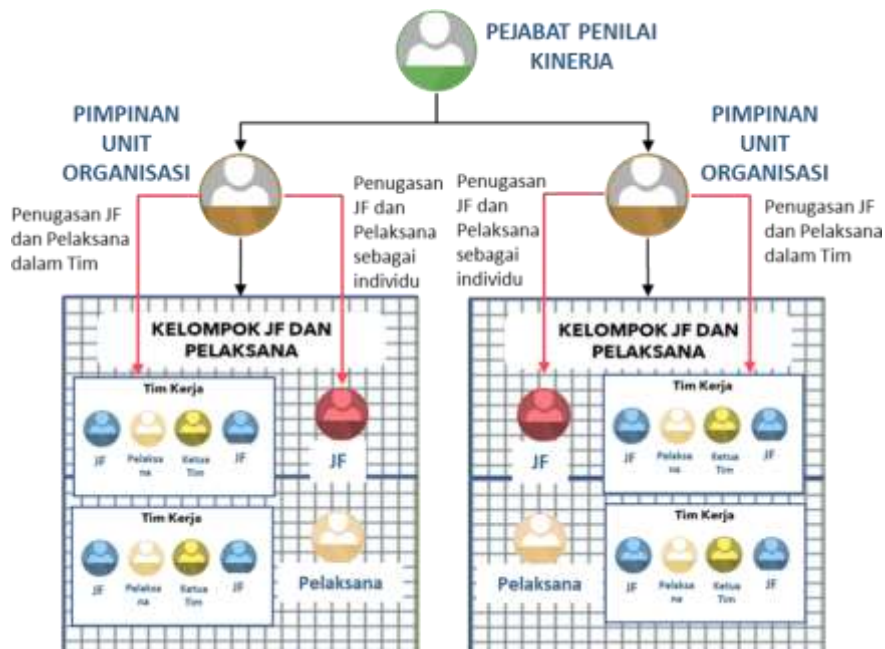 PEJABAT PENILAI
KINERJA
PIMPINAN
UNIT
ORGANISASI
PIMPINAN
UNIT
ORGANISASI
Penugasan JF
dan Pelaksana
dalam Tim
Penugasan
JF dan
Pelaksana
sebagai
individu
Penugasan
JF dan
Pelaksana
sebagai
individu
Penugasan JF
dan Pelaksana
dalam Tim
KELOMPOK JF DAN
PELAKSANA
Tim Kerja
JF
Pelaksa
na
Ketua
Tim
JF
JF
Tim Kerja
JF
Pelaksa
na
Ketua
Tim
JF
Pelaksana
KELOMPOK JF DAN
PELAKSANA
JF
Tim Kerja
JF
Pelaksa
na
Ketua
Tim
JF
Pelaksana
Tim Kerja
JF
Pelaksa
na
Ketua
Tim
JF